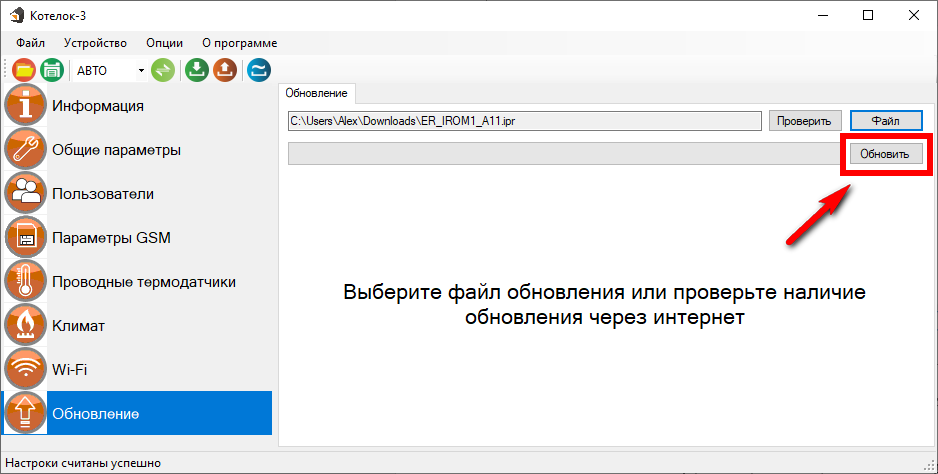 Котелок-3
Файл Устройство Опции О программе
АВТО
Информация
Общие параметры
Пользователи
Параметры GSM
Проводные термодатчики
Климат
Wi-Fi
Обновление
Обновление
C:\Users\Alex\Downloads\ER_IROM1_A11.ipr Проверить Файл
Обновить
Выберите файл обновления или проверьте наличие
обновления через интернет
Настроки считаны успешно